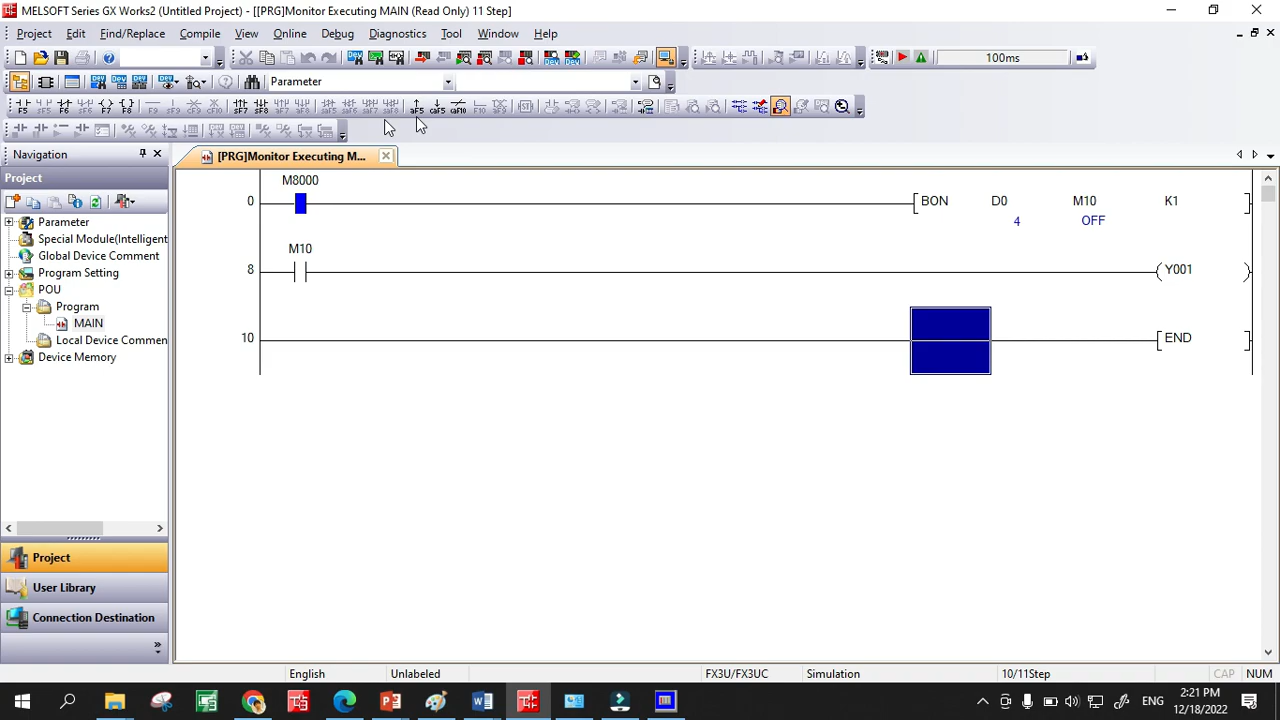 MELSOFT Series GX Works2 (Untitled Project) - [[PRG]Monitor Executing MAIN (Read Only) 11 Step]
Project Edit Find/Replace Compile View Online Debug Diagnostics Tool Window Help
100ms
Parameter
Navigation
[PRG]Monitor Executing M...
Project
Parameter
Special Module(Intelligent
Global Device Comment
Program Setting
POU
Program
MAIN
Local Device Commen
Device Memory
Project
User Library
Connection Destination
M8000
0 BON D0 M10 K1
4 OFF
M10
8 Y001
10 END
English Unlabeled FX3U/FX3UC Simulation 10/11Step CAP NUM
ENG
2:21 PM
12/18/2022